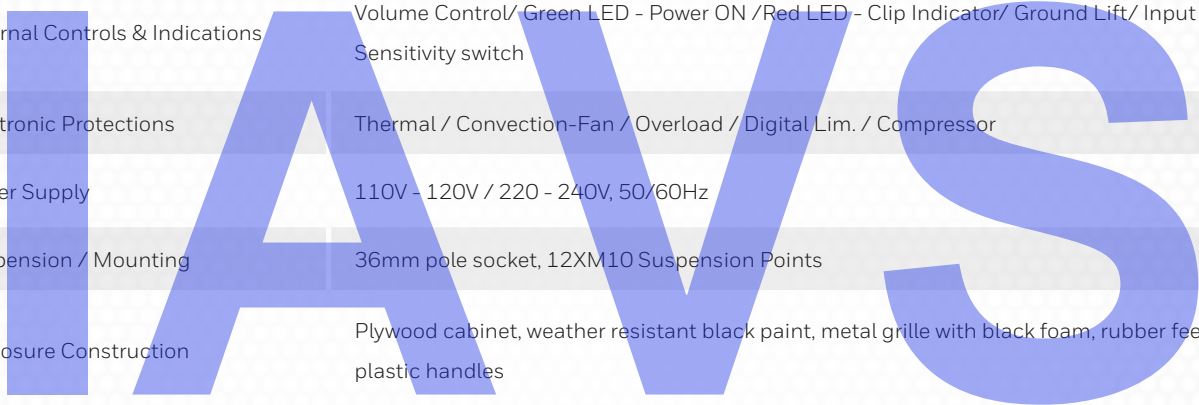 Volume Control/ Green LED - Power ON /Red LED - Clip Indicator/ Ground Lift/ Input
rnal Controls & Indications
Sensitivity switch
tronic Protections Thermal / Convection-Fan / Overload / Digital Lim. / Compressor
er Supply 110V - 120V / 220 - 240V, 50/60Hz
pension / Mounting 36mm pole socket, 12XM10 Suspension Points
Plywood cabinet, weather resistant black paint, metal grille with black foam, rubber fee
osure Construction
plastic handles
IAVS